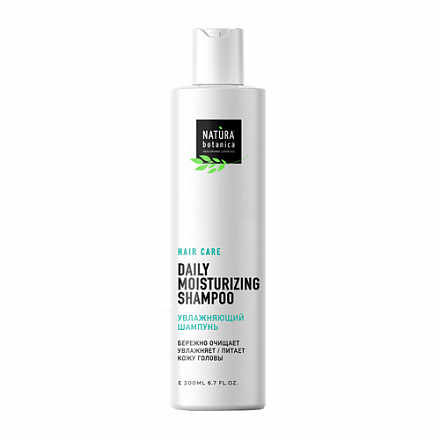 NATURA
botanica
HAIR CARE
DAILY
MOISTURIZING
SHAMPOO
УВЛАЖНЯЮЩИЙ
ШАМПУНЬ
БЕРЕЖНО ОЧИЩАЕТ
УВЛАЖНЯЕТ / ПИТАЕТ
КОЖУ ГОЛОВЫ
E 200ML 6.7 FL.OZ.